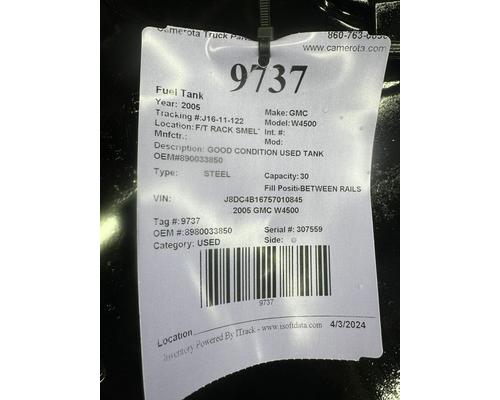 Camerota Truck Par
860-763-0
www.camerota.
9737
Fuel Tank
Year: 2005 Make: GMC
Tracking #:J16-11-122 Model: W4500
Location: F/T RACK SMEL Int. #:
Mnfctr.: Mod:
Description: GOOD CONDITION USED TANK
OEM#890033850
Type: STEEL Capacity: 30
Fill Positi- BETWEEN RAILS
VIN: J8DC4B16757010845
2005 GMC W4500
Tag #: 9737
OEM #: 8980033850 Serial #: 307559
Category: USED Side: 0
9737
Location
Inventory Powered By ITrack - www.isoftdata.com 4/3/2024